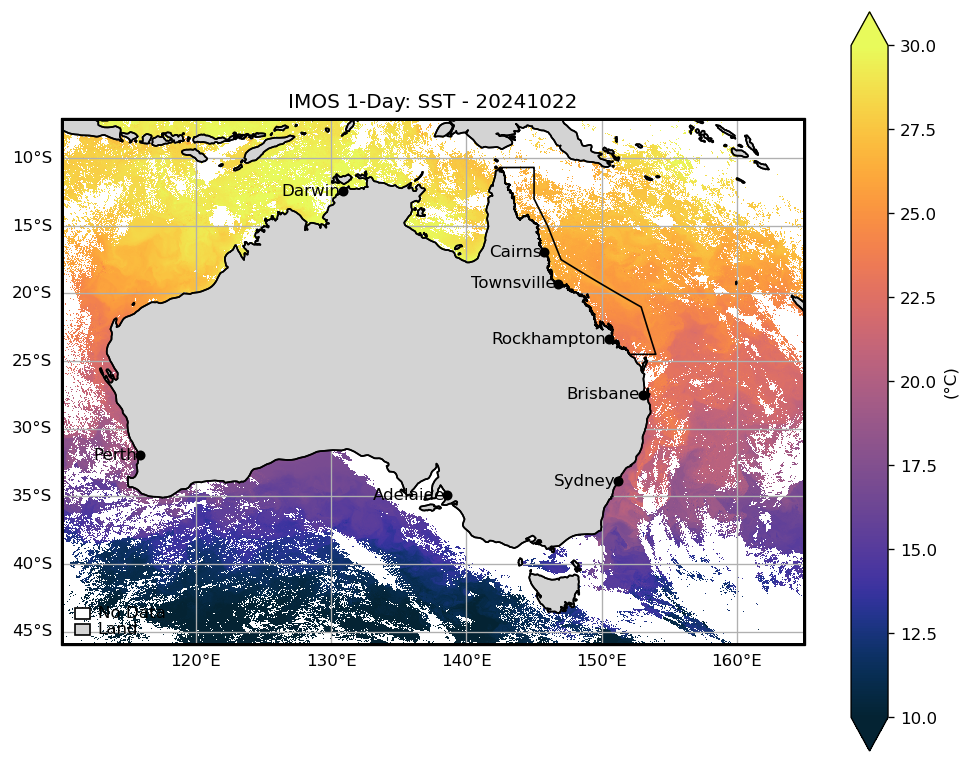 IMOS 1-Day: SST - 20241022
30.0
27.5
25.0
22.5
20.0
17.5
15.0
12.5
10.0
(°C)
10°S
15°S
20°S
25°S
30°S
35°S
40°S
45°S
Darwin
Cairns
Townsville
Rockhampton
Brisbane
Perth
Sydney
Adelaide
No Data
Land
120°E
130°E
140°E
150°E
160°E